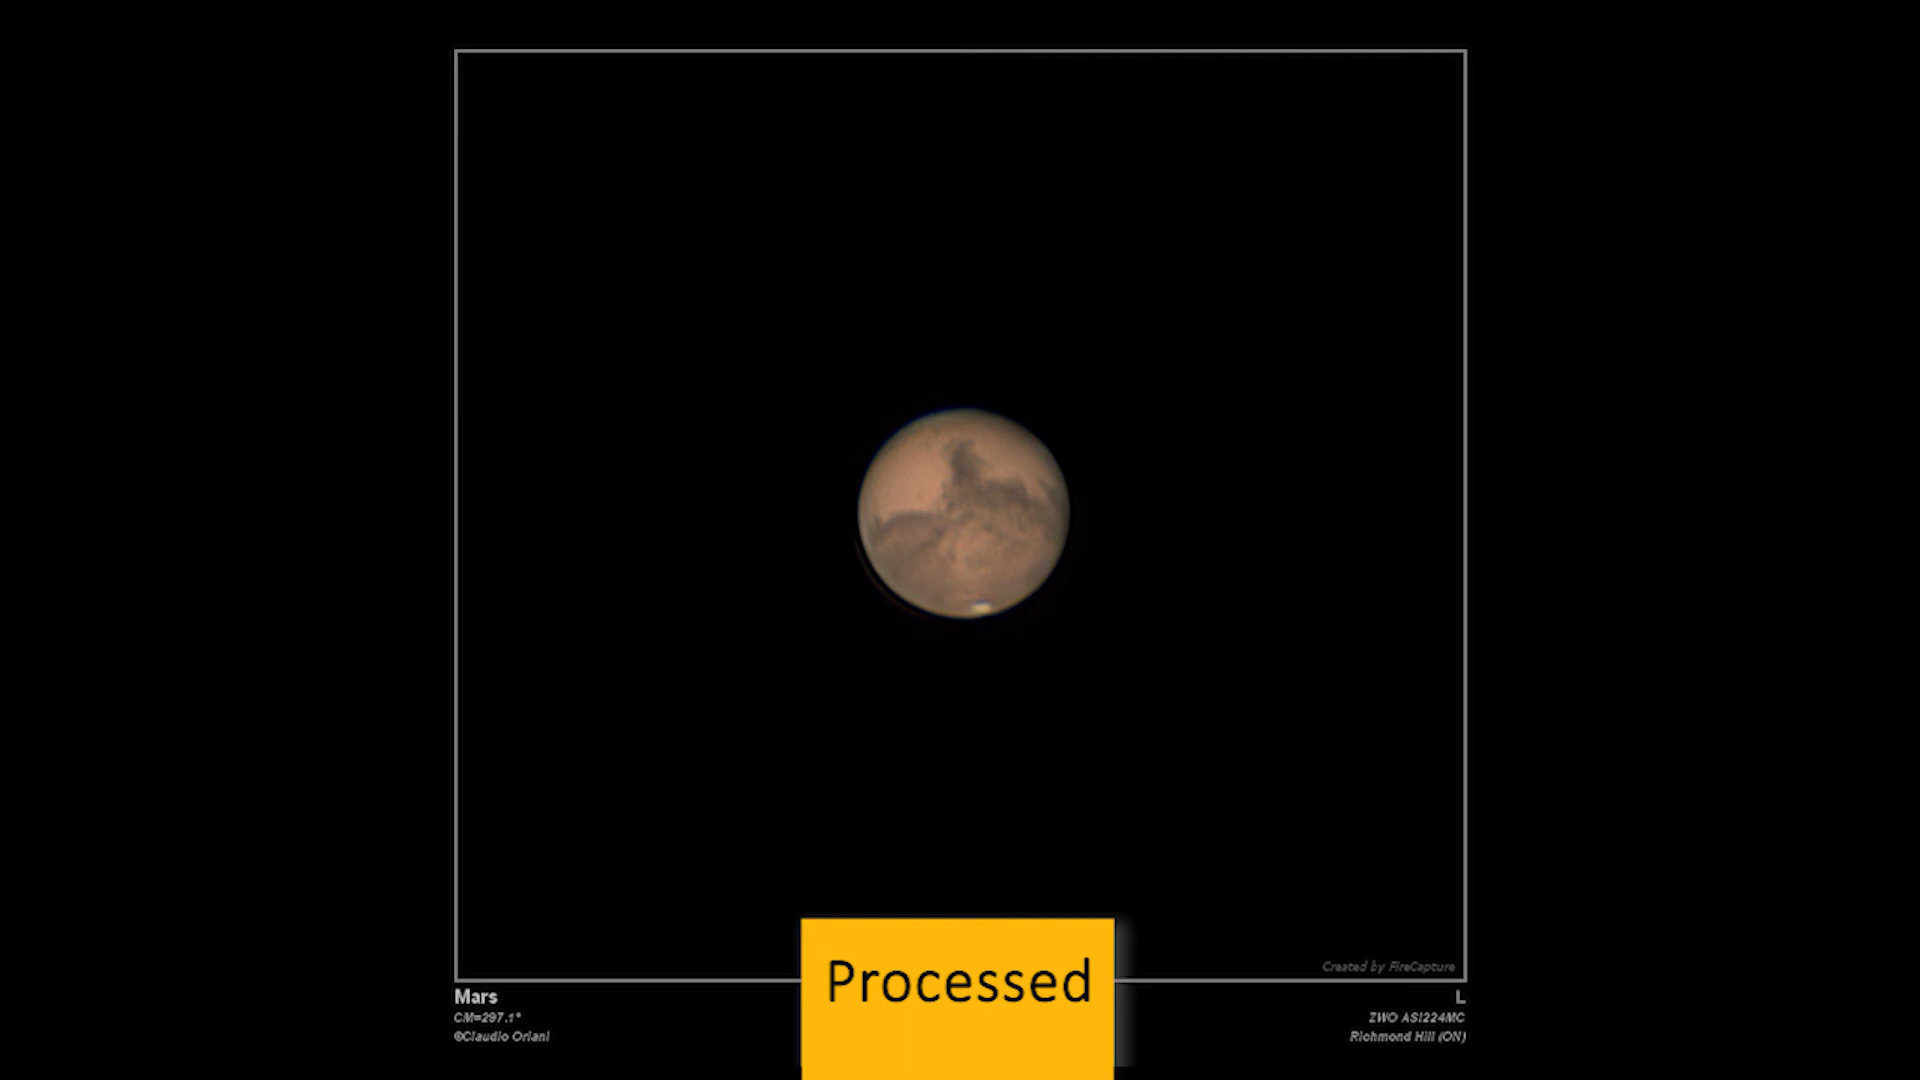 Created by FireCapture
Processed
Mars
L
CM=297.1°
ZWO ASI224MC
©Claudio Oriani
Richmond Hill (ON)